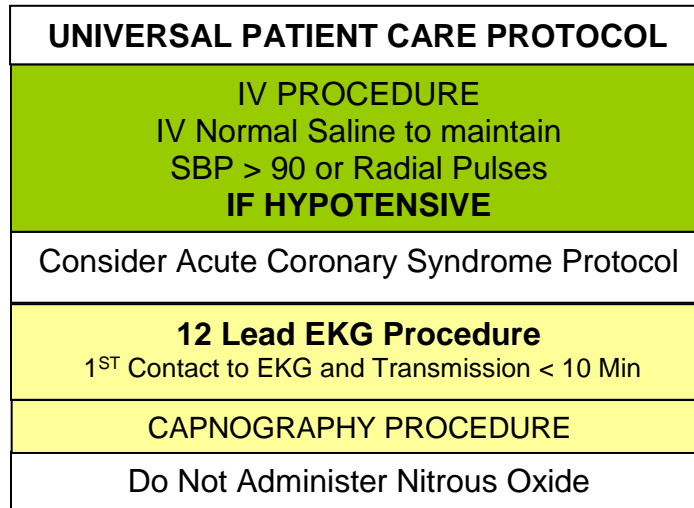 UNIVERSAL PATIENT CARE PROTOCOL
IV PROCEDURE
IV Normal Saline to maintain
SBP > 90 or Radial Pulses
IF HYPOTENSIVE
Consider Acute Coronary Syndrome Protocol
12 Lead EKG Procedure
1ST Contact to EKG and Transmission < 10 Min
CAPNOGRAPHY PROCEDURE
Do Not Administer Nitrous Oxide